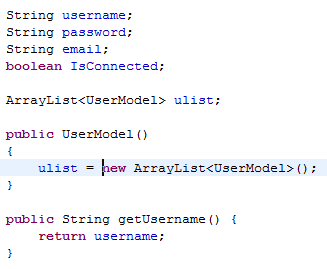 String username;
String password;
String email;
boolean IsConnected;
ArrayList<UserModel> ulist;
public UserModel()
{
ulist = new ArrayList<UserModel>();
}
public String getUsername() {
return username;
}